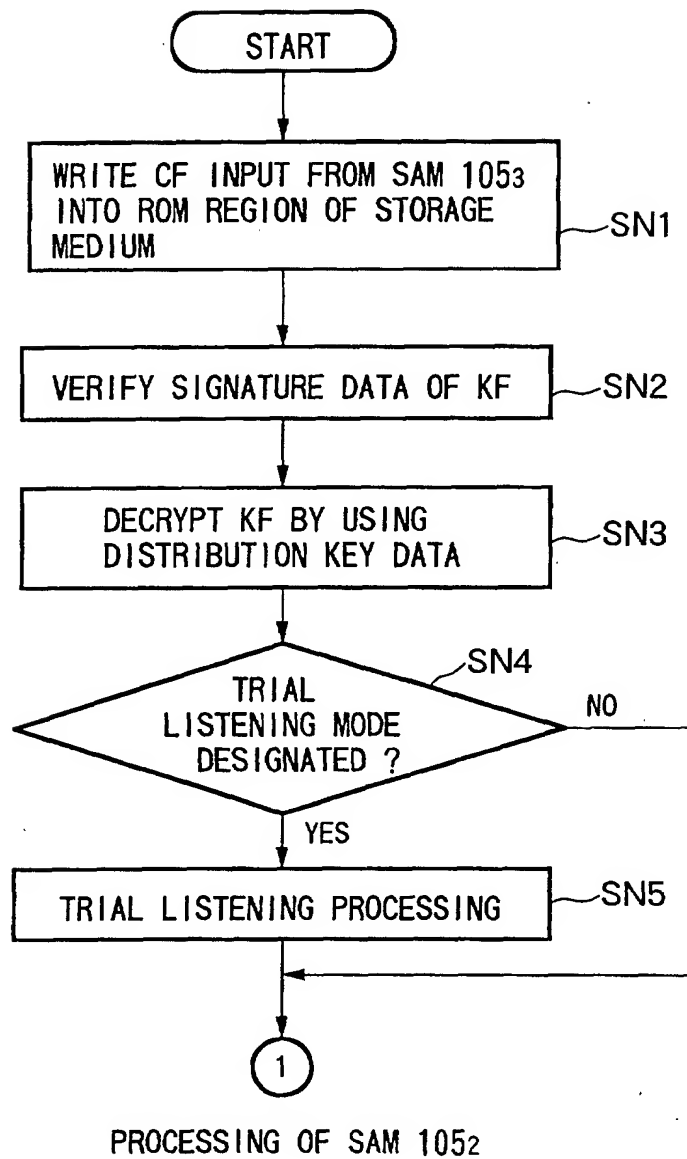 START
WRITE CF INPUT FROM SAM 105₃
INTO ROM REGION OF STORAGE
MEDIUM
SN1
VERIFY SIGNATURE DATA OF KF
SN2
DECRYPT KF BY USING
DISTRIBUTION KEY DATA
SN3
SN4
TRIAL
LISTENING MODE
DESIGNATED ?
NO
YES
TRIAL LISTENING PROCESSING
SN5
1
PROCESSING OF SAM 105₂